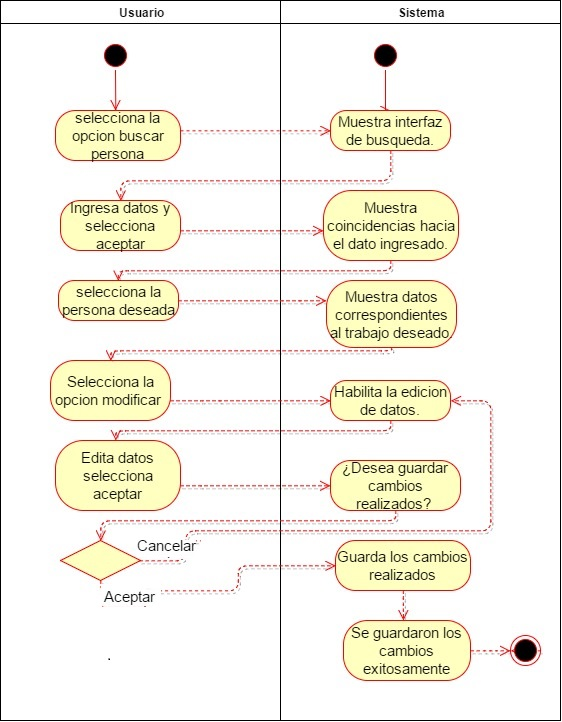 Usuario
Sistema
selecciona la
opcion buscar
persona
Muestra interfaz
de busqueda.
Ingresa datos y
selecciona
aceptar
Muestra
coincidencias hacia
el dato ingresado.
selecciona la
persona deseada
Muestra datos
correspondientes
al trabajo deseado.
Selecciona la
opcion modificar
Habilita la edicion
de datos.
Edita datos
selecciona
aceptar
¿Desea guardar
cambios
realizados?
Cancelar
Aceptar
Guarda los cambios
realizados
Se guardaron los
cambios
exitosamente
.